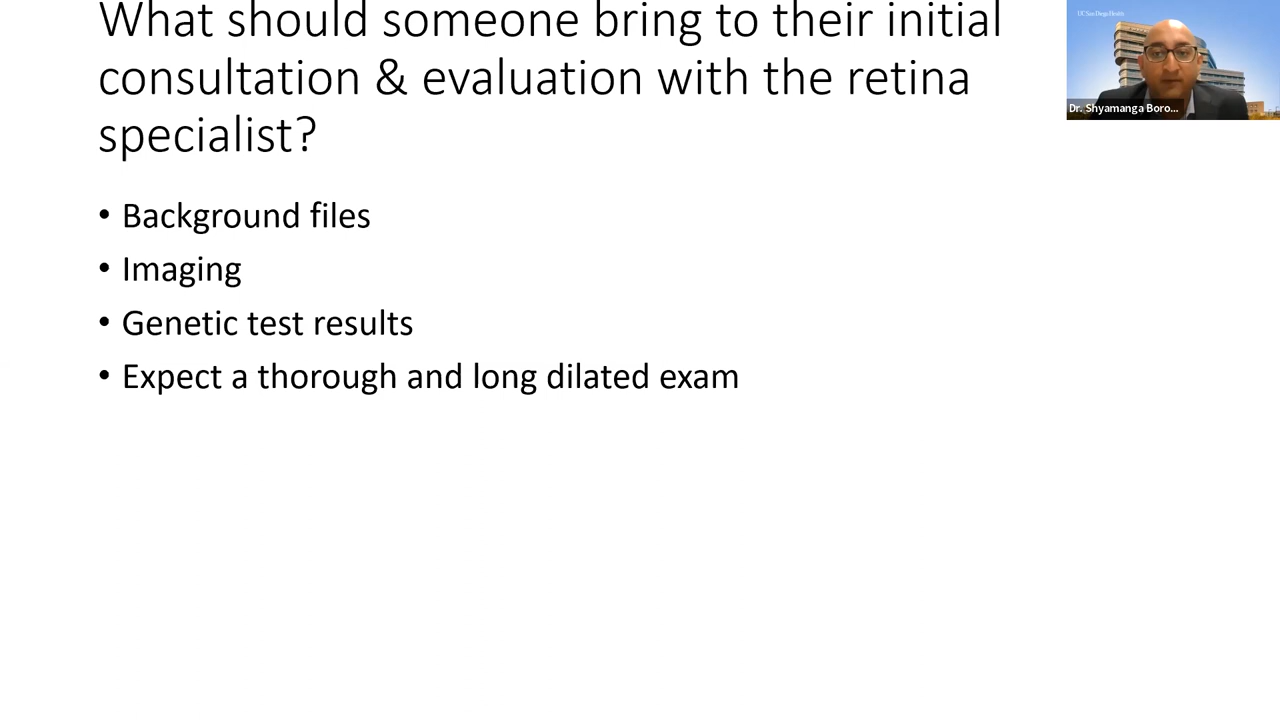 What should someone bring to their initial
consultation & evaluation with the retina
specialist?
• Background files
• Imaging
• Genetic test results
• Expect a thorough and long dilated exam
UC San Diego Health
Dr. Shyamanga Boro...